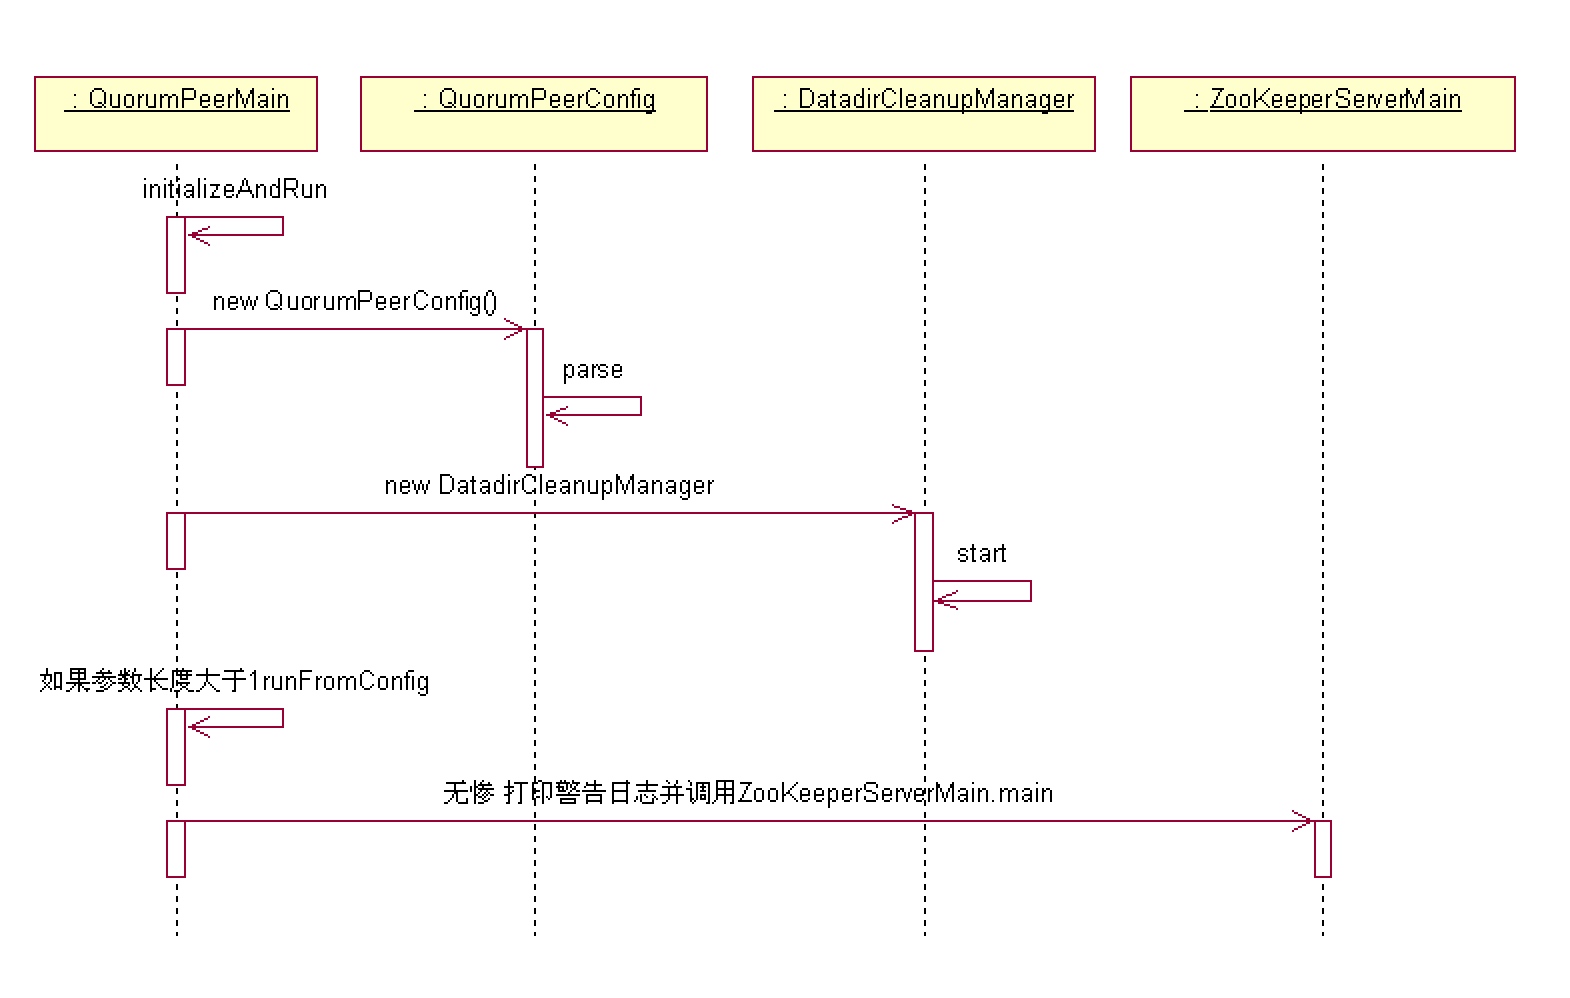 : QuorumPeerMain
: QuorumPeerConfig
: DatadirCleanupManager
: ZooKeeperServerMain
initializeAndRun
new QuorumPeerConfig()
parse
new DatadirCleanupManager
start
如果参数长度大于1runFromConfig
无惨 打印警告日志并调用ZooKeeperServerMain.main